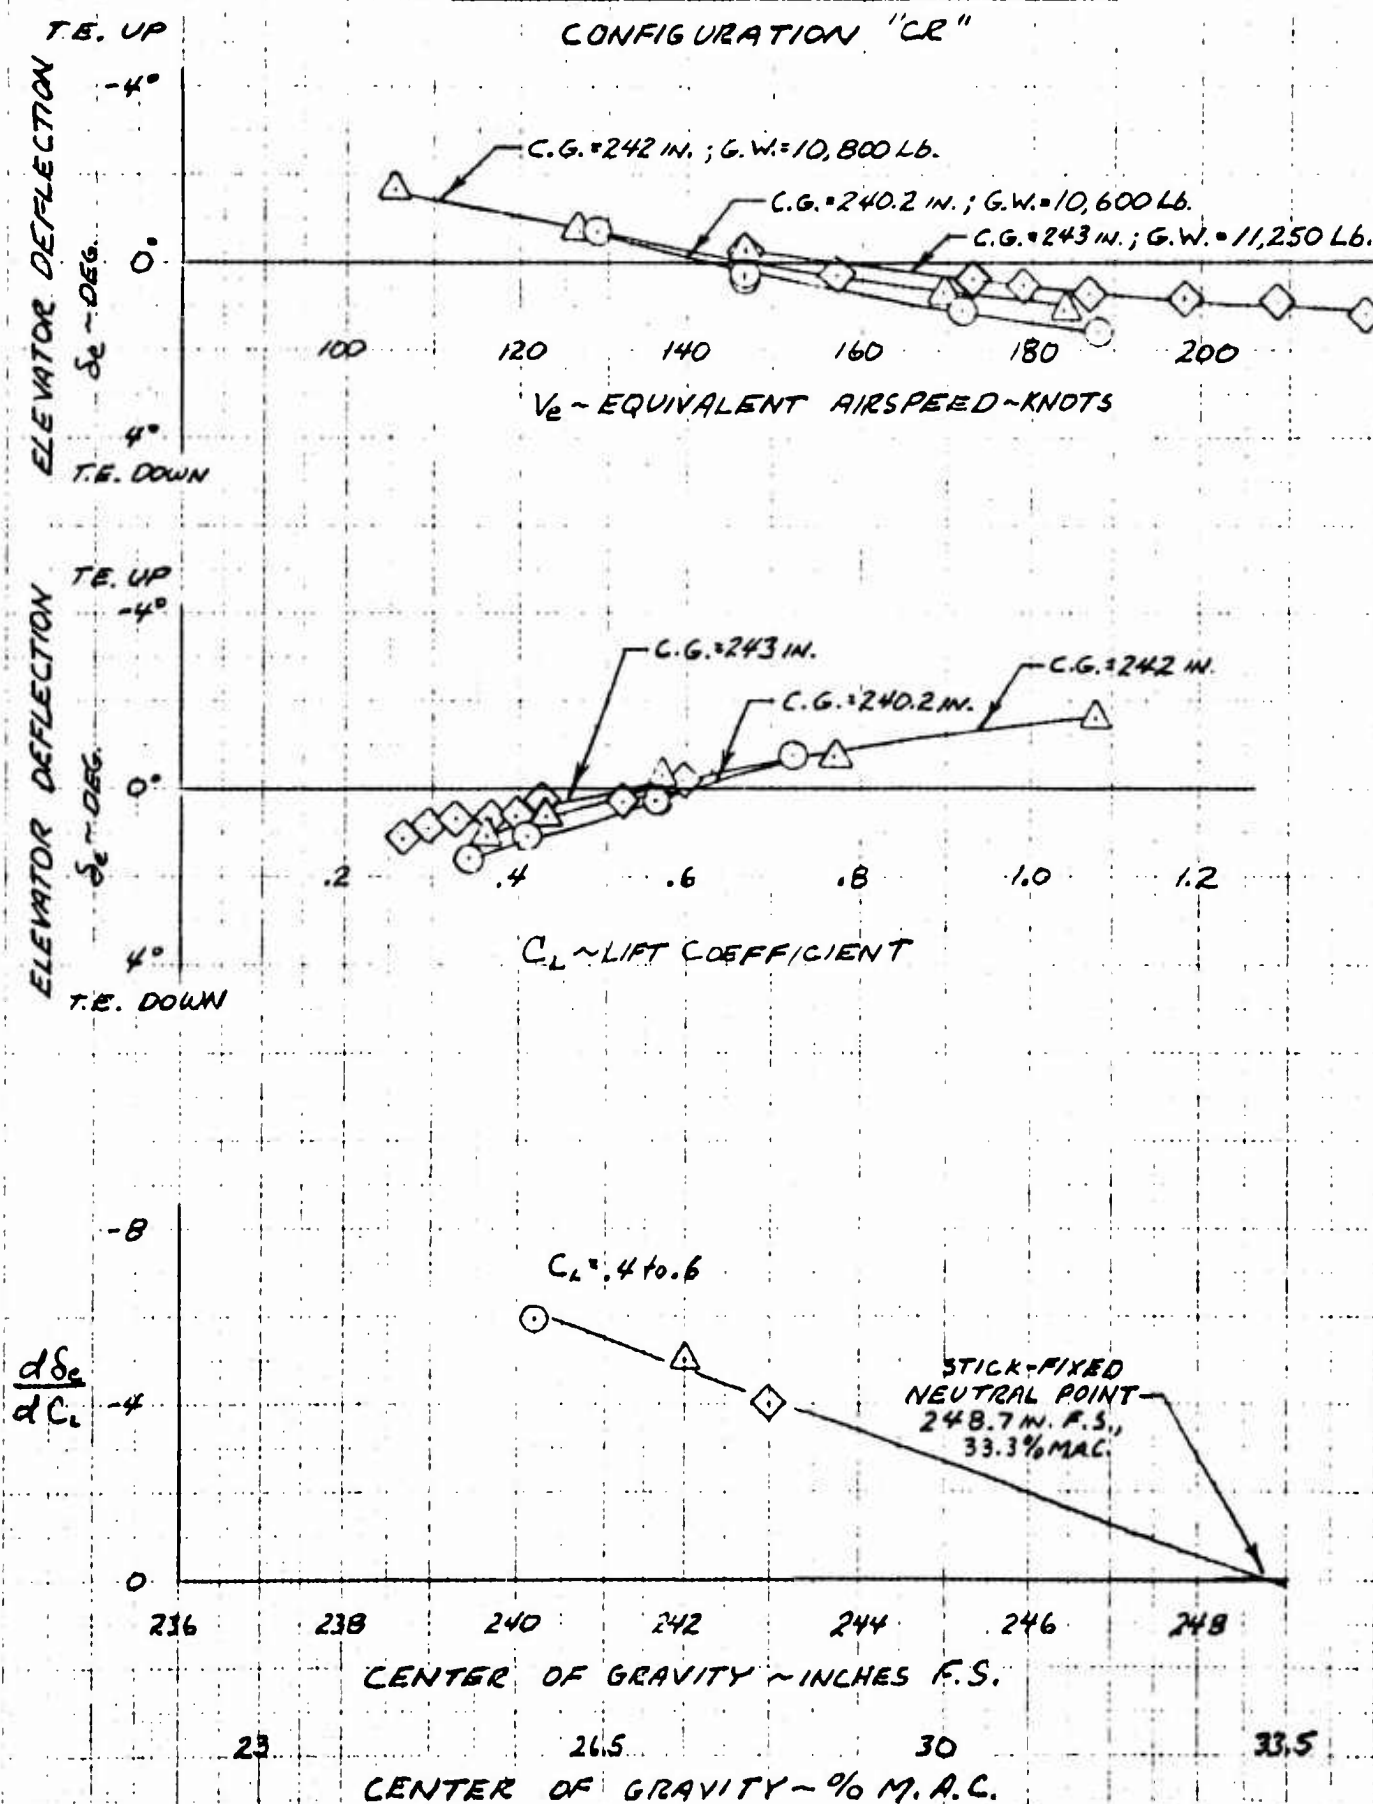 CONFIGURATION "CR"
T.E. UP
-4°
ELEVATOR DEFLECTION
δe ~ DEG.
0°
4°
T.E. DOWN
C.G.=242 IN.; G.W.=10,800 Lb.
C.G.=240.2 IN.; G.W.=10,600 Lb.
C.G.=243 IN.; G.W.=11,250 Lb.
100 120 140 160 180 200
Ve ~ EQUIVALENT AIRSPEED ~ KNOTS
T.E. UP
-4°
ELEVATOR DEFLECTION
δe ~ DEG.
0°
4°
T.E. DOWN
C.G.=243 IN.
C.G.=242 IN.
C.G.=240.2 IN.
.2 .4 .6 .8 1.0 1.2
CL ~ LIFT COEFFICIENT
-8
CL=.4 to .6
dδe
dCL
-4
STICK-FIXED
NEUTRAL POINT
248.7 IN. F.S.,
33.3% MAC.
0
236 238 240 242 244 246 248
CENTER OF GRAVITY ~ INCHES F.S.
23 26.5 30 33.5
CENTER OF GRAVITY ~ % M.A.C.